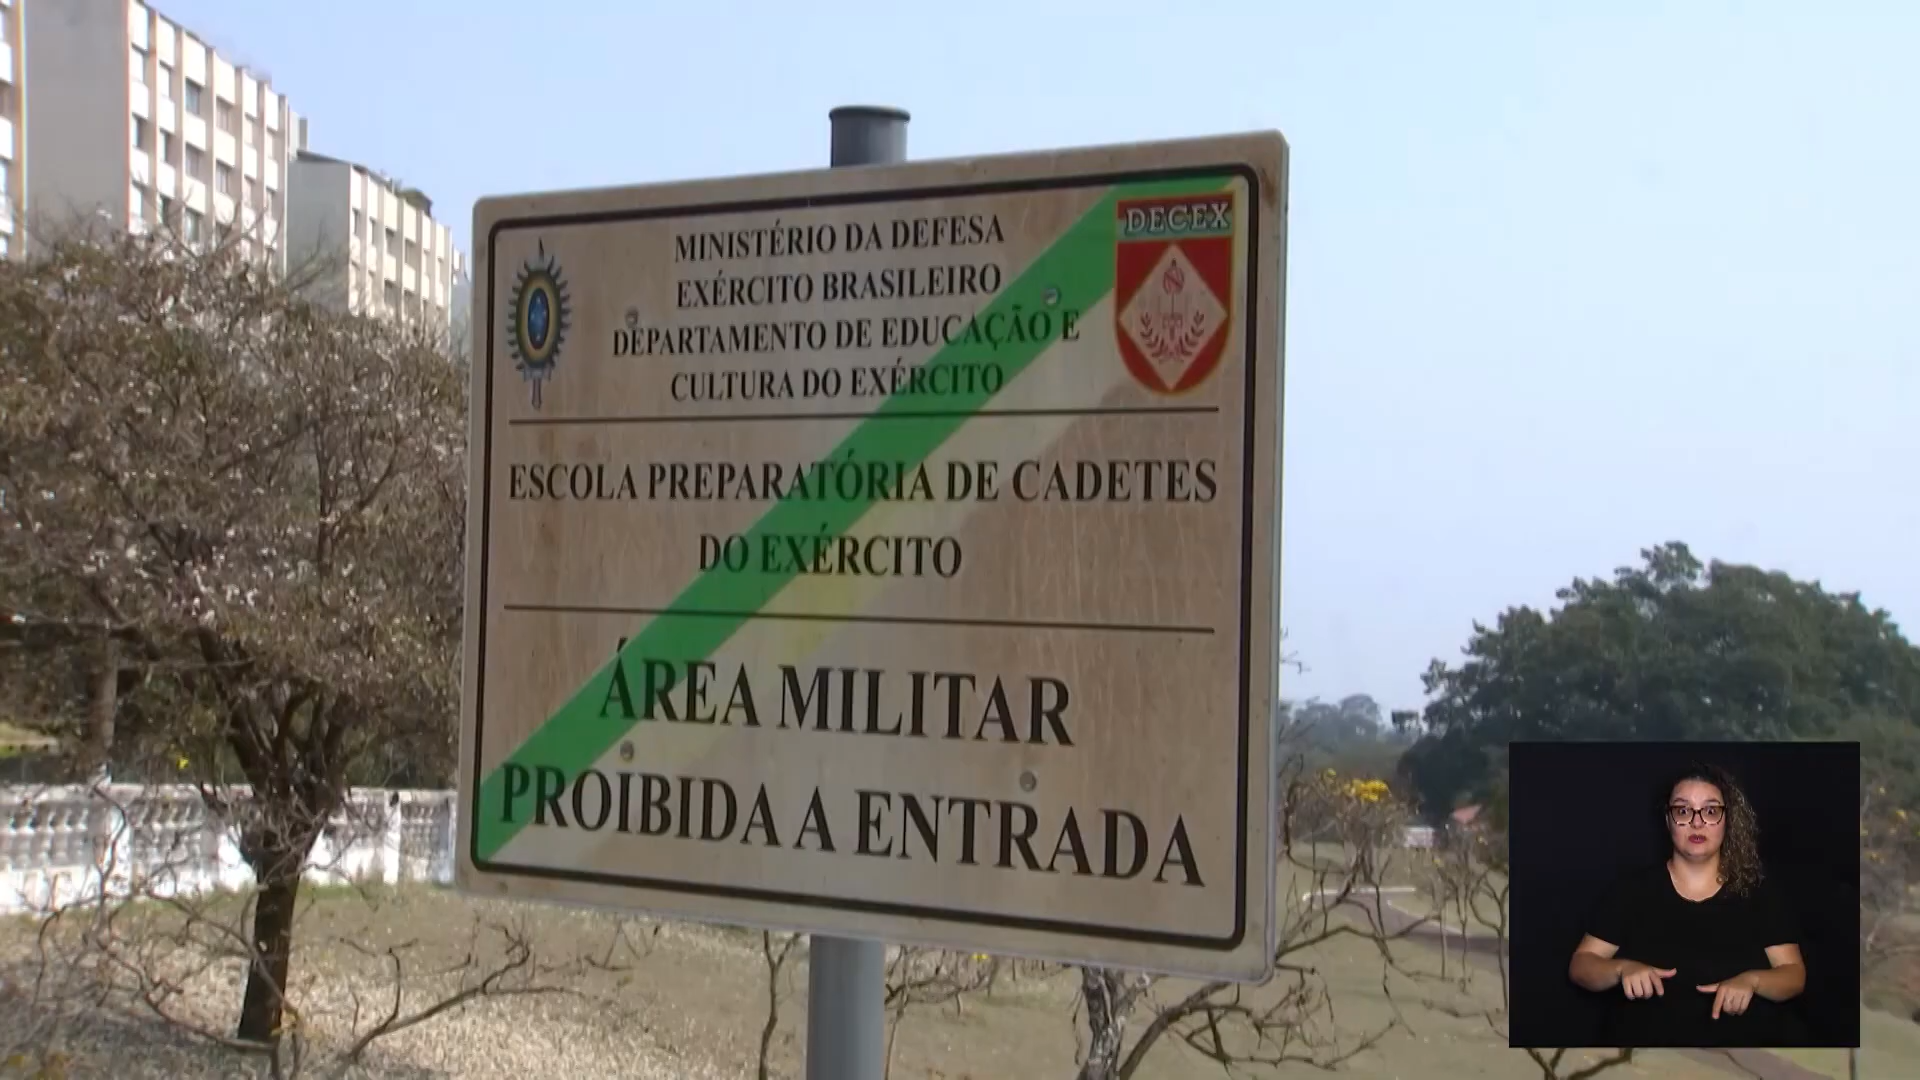 MINISTÉRIO DA DEFESA
EXÉRCITO BRASILEIRO
DEPARTAMENTO DE EDUCAÇÃO E
CULTURA DO EXÉRCITO
DECEX
ESCOLA PREPARATÓRIA DE CADETES
DO EXÉRCITO
ÁREA MILITAR
PROIBIDA A ENTRADA